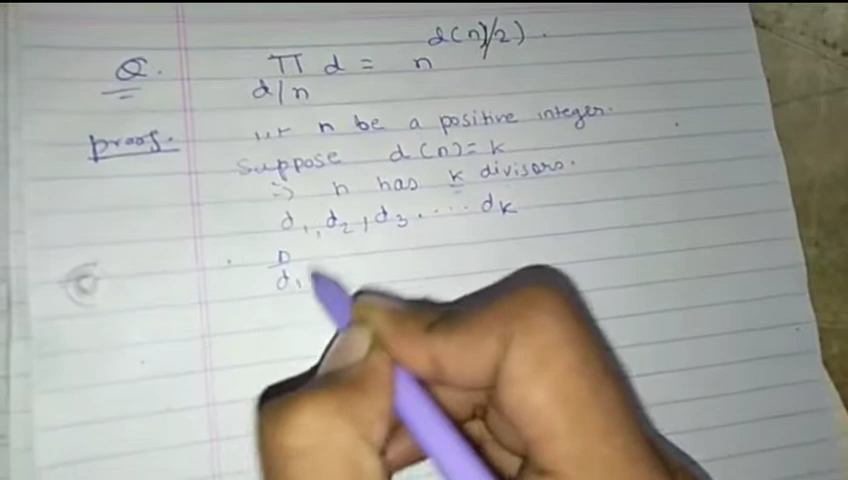 Q. Π d = n^(d(n)/2) .
d/n
Proof. Let n be a positive integer.
Suppose d(n)= k
=> n has k divisors.
d₁, d₂, d₃ ..... dₖ
n/d₁